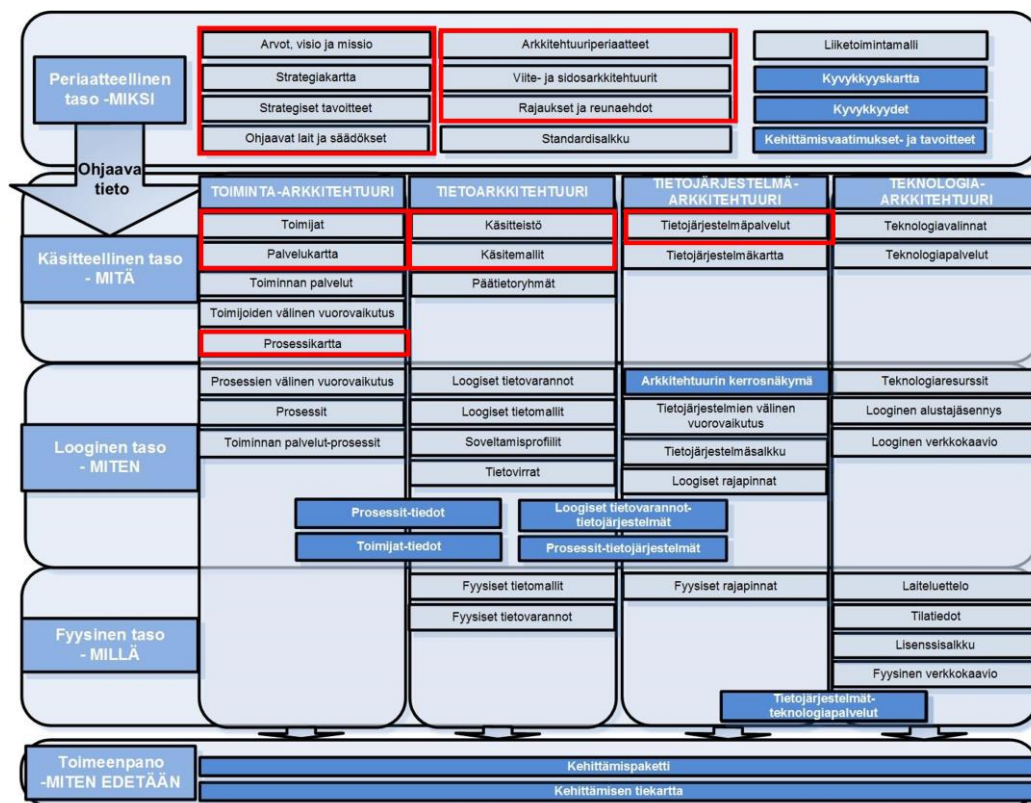 Periaatteellinen
taso -MIKSI
Arvot, visio ja missio
Strategiakartta
Strategiset tavoitteet
Ohjaavat lait ja säädökset
Arkkitehtuuriperiaatteet
Viite- ja sidosarkkitehtuurit
Rajaukset ja reunaehdot
Standardisalkku
Liiketoimintamalli
Kyvykkyyskartta
Kyvykkyydet
Kehittämisvaatimukset- ja tavoitteet
Ohjaava
tieto
TOIMINTA-ARKKITEHTUURI
TIETOARKKITEHTUURI
TIETOJÄRJESTELMÄ-
ARKKITEHTUURI
TEKNOLOGIA-
ARKKITEHTUURI
Käsitteellinen taso
- MITÄ
Toimijat
Palvelukartta
Toiminnan palvelut
Toimijoiden välinen vuorovaikutus
Prosessikartta
Käsitteistö
Käsitemallit
Päätietoryhmät
Tietojärjestelmäpalvelut
Tietojärjestelmäkartta
Teknologiavalinnat
Teknologiapalvelut
Looginen taso
- MITEN
Prosessien välinen vuorovaikutus
Prosessit
Toiminnan palvelut-prosessit
Loogiset tietovarannot
Loogiset tietomallit
Soveltamisprofiilit
Tietovirrat
Arkkitehtuurin kerrosnäkymä
Tietojärjestelmien välinen
vuorovaikutus
Tietojärjestelmäsalkku
Loogiset rajapinnat
Teknologiaresurssit
Looginen alustajäsennys
Looginen verkkokaavio
Prosessit-tiedot
Toimijat-tiedot
Loogiset tietovarannot-
tietojärjestelmät
Prosessit-tietojärjestelmät
Fyysinen taso
- MILLÄ
Fyysiset tietomallit
Fyysiset tietovarannot
Fyysiset rajapinnat
Laiteluettelo
Tilatiedot
Lisenssisalkku
Fyysinen verkkokaavio
Tietojärjestelmät-
teknologiapalvelut
Toimeenpano
-MITEN EDETÄÄN
Kehittämispaketti
Kehittämisen tiekartta